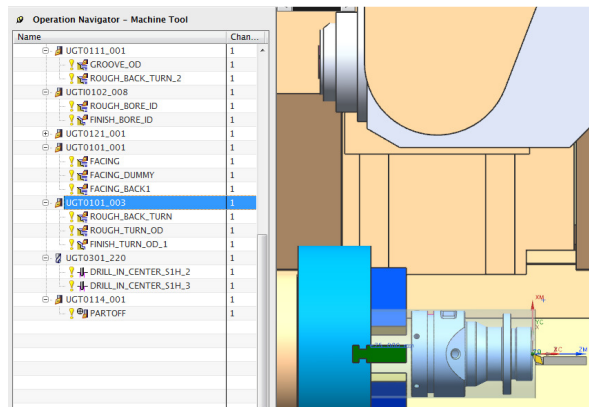 Operation Navigator - Machine Tool
Name Chan...
UGT0111_001 1
GROOVE_OD 1
ROUGH_BACK_TURN_2 1
UGTI0102_008 1
ROUGH_BORE_ID 1
FINISH_BORE_ID 1
UGT0121_001 1
UGT0101_001 1
FACING 1
FACING_DUMMY 1
FACING_BACK1 1
UGT0101_003 1
ROUGH_BACK_TURN 1
ROUGH_TURN_OD 1
FINISH_TURN_OD_1 1
UGT0301_220 1
DRILL_IN_CENTER_S1H_2 1
DRILL_IN_CENTER_S1H_3 1
UGT0114_001 1
PARTOFF 1
XM
YC
X
ZM